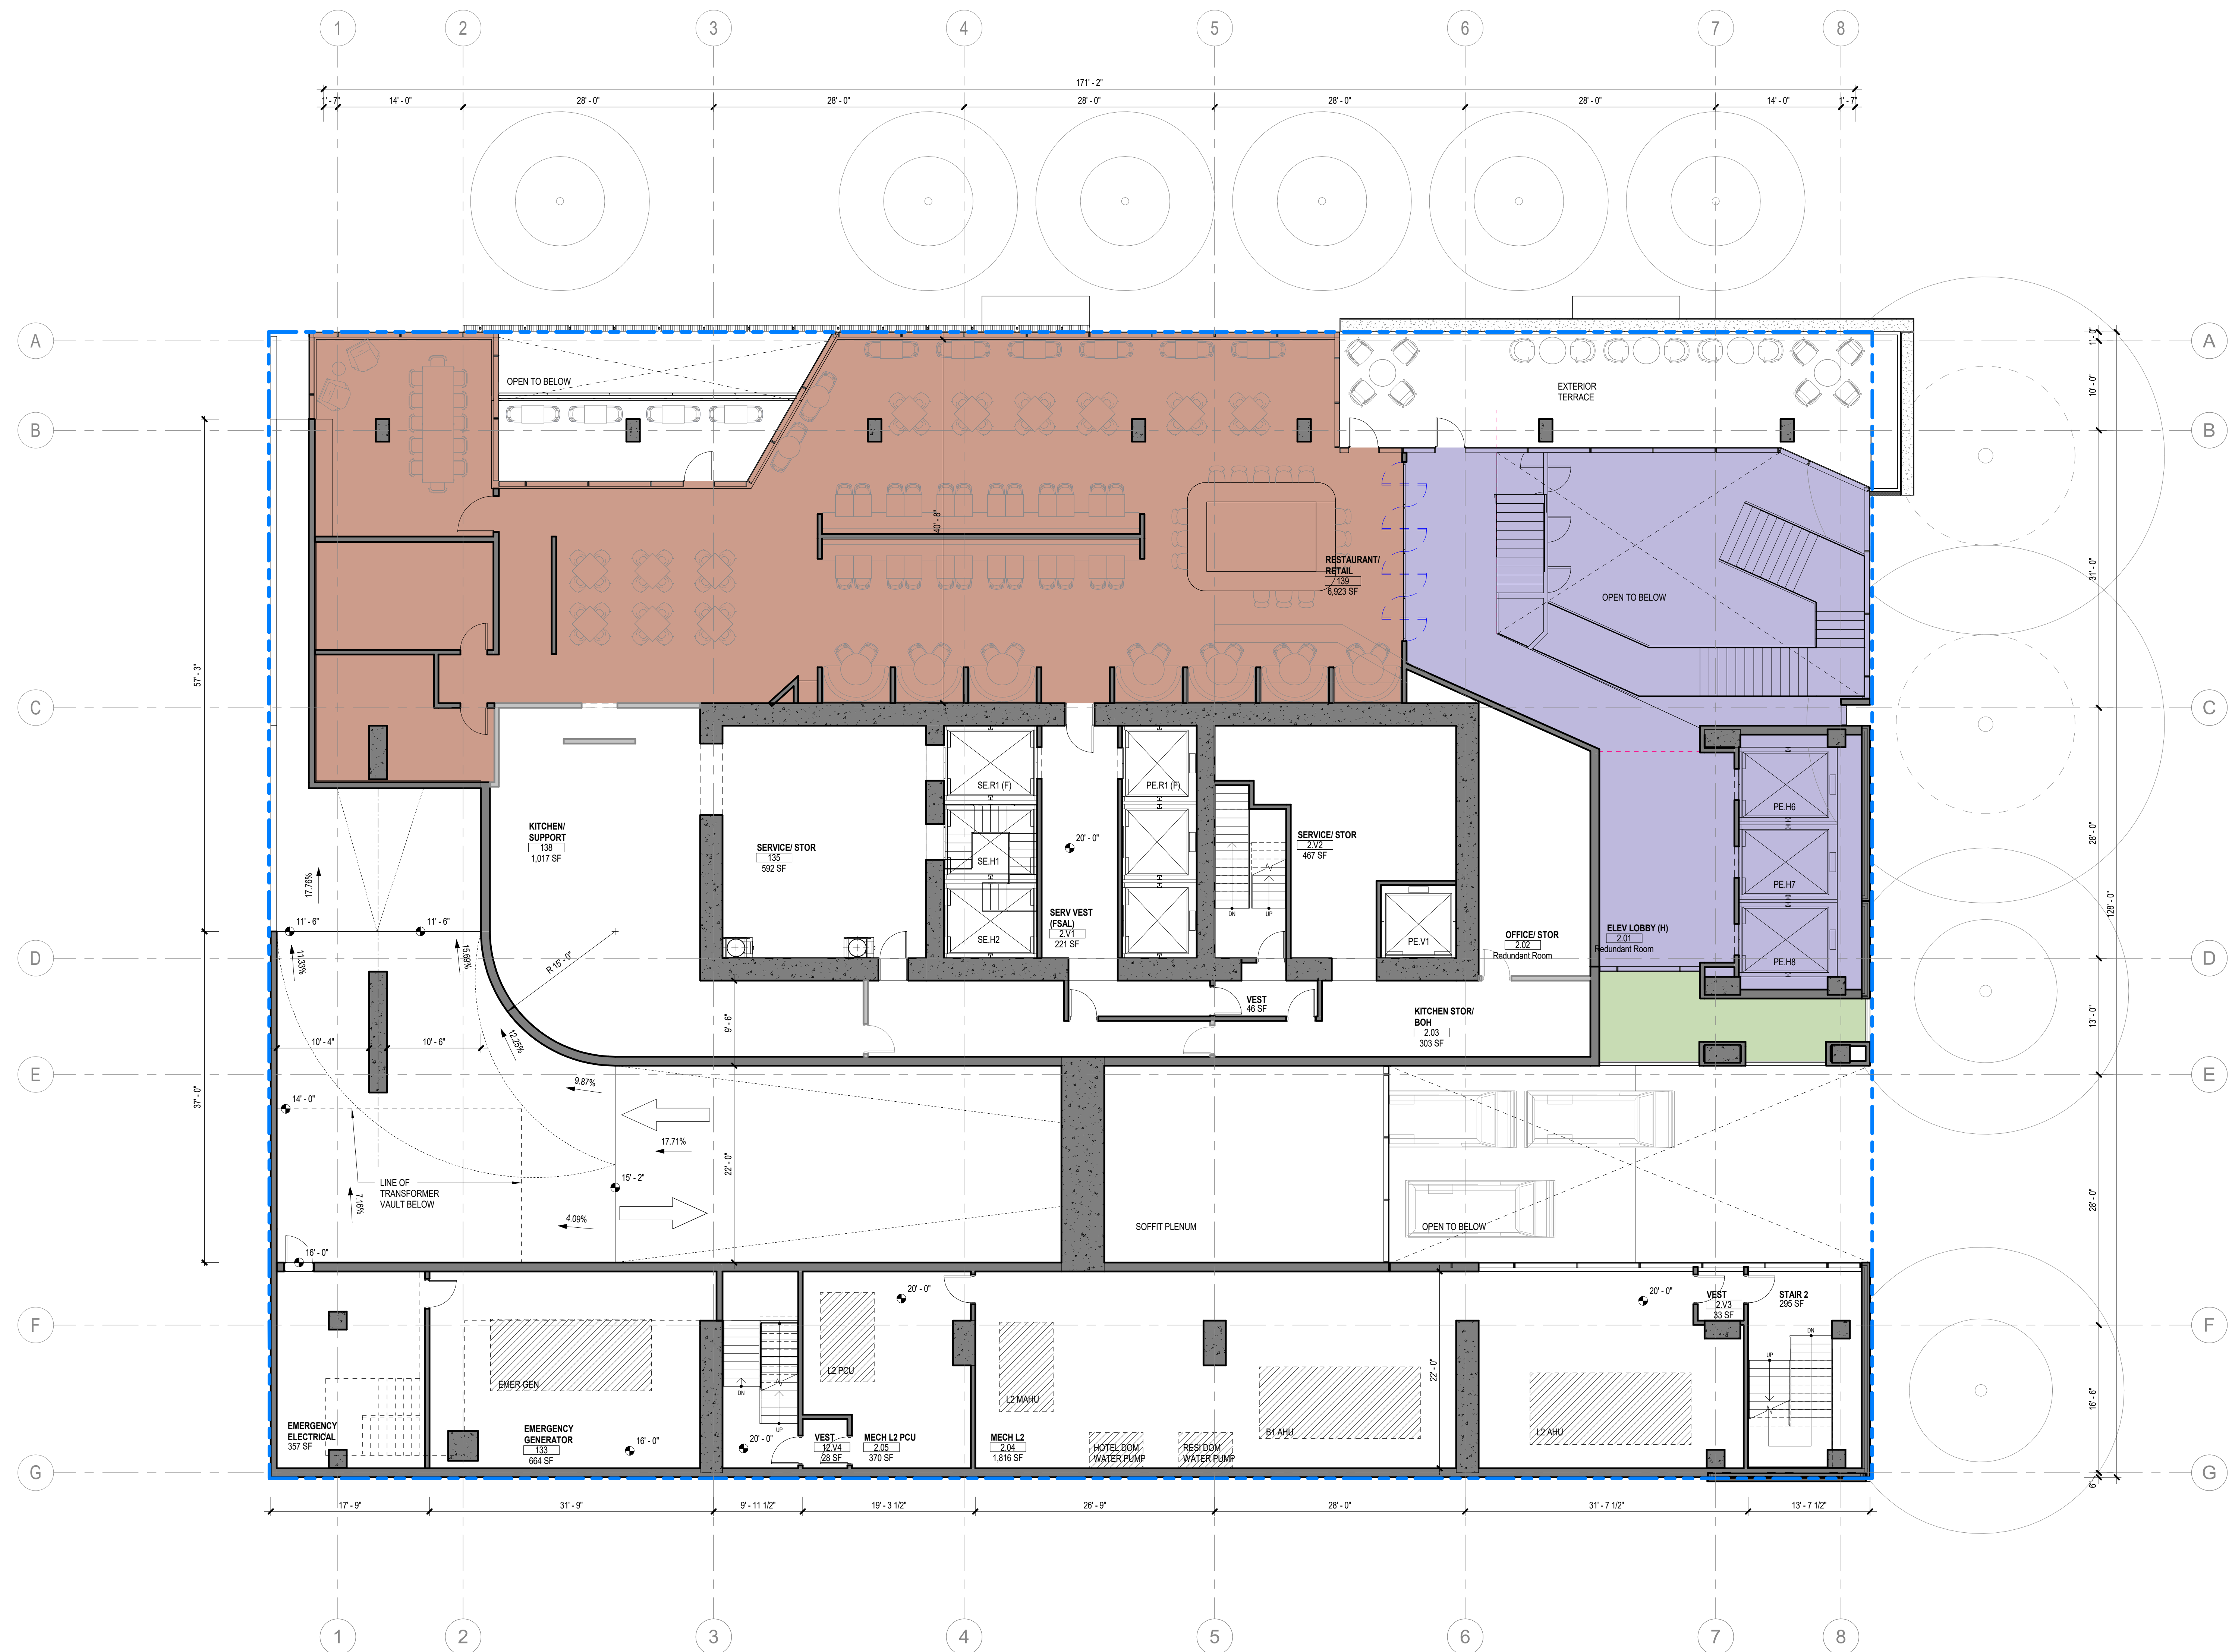 1 2 3 4 5 6 7 8
171' - 2"
1' - 7" 14' - 0" 28' - 0" 28' - 0" 28' - 0" 28' - 0" 28' - 0" 14' - 0" 1' - 7"
A A
1' - 0"
OPEN TO BELOW
EXTERIOR
TERRACE
10' - 0"
B B
40' - 8"
RESTAURANT/
RETAIL
139
6,923 SF
OPEN TO BELOW
31' - 0"
57' - 3"
C C
SE.R1 (F)
PE.R1 (F)
PE.H6
KITCHEN/
SUPPORT
138
1,017 SF
SERVICE/ STOR
135
592 SF
SE.H1
20' - 0"
SERVICE/ STOR
2.V2
467 SF
28' - 0"
PE.H7
17.76%
128' - 0"
DN UP
SERV VEST
(FSAL)
2.V1
221 SF
11' - 6" 11' - 6"
SE.H2
PE.V1
OFFICE/ STOR
2.02
Redundant Room
ELEV LOBBY (H)
2.01
Redundant Room
PE.H8
11.33%
15.69%
R 15' - 0"
D D
VEST
46 SF
KITCHEN STOR/
BOH
2.03
303 SF
9' - 6"
13' - 0"
12.25%
10' - 4" 10' - 6"
E E
9.87%
37' - 0"
14' - 0"
17.71%
22' - 0"
LINE OF
TRANSFORMER
VAULT BELOW
15' - 2"
7.16%
4.09%
SOFFIT PLENUM
OPEN TO BELOW
28' - 0"
16' - 0"
20' - 0"
20' - 0"
VEST
2.V3
33 SF
STAIR 2
295 SF
F F
DN
UP
L2 PCU
EMER GEN
DN
UP
L2 MAHU
22' - 0"
16' - 6"
EMERGENCY
ELECTRICAL
357 SF
EMERGENCY
GENERATOR
133
664 SF
16' - 0"
20' - 0"
VEST
12.V4
28 SF
MECH L2 PCU
2.05
370 SF
MECH L2
2.04
1,816 SF
HOTEL DOM
WATER PUMP
RESI DOM
WATER PUMP
B1 AHU
L2 AHU
G G
6"
17' - 9" 31' - 9" 9' - 11 1/2" 19' - 3 1/2" 26' - 9" 28' - 0" 31' - 7 1/2" 13' - 7 1/2"
1 2 3 4 5 6 7 8